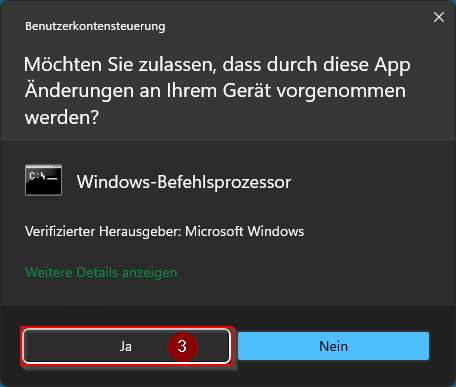 Benutzerkontensteuerung
Möchten Sie zulassen, dass durch diese App
Änderungen an Ihrem Gerät vorgenommen
werden?
C:\_
Windows-Befehlsprozessor
Verifizierter Herausgeber: Microsoft Windows
Weitere Details anzeigen
Ja 3 Nein